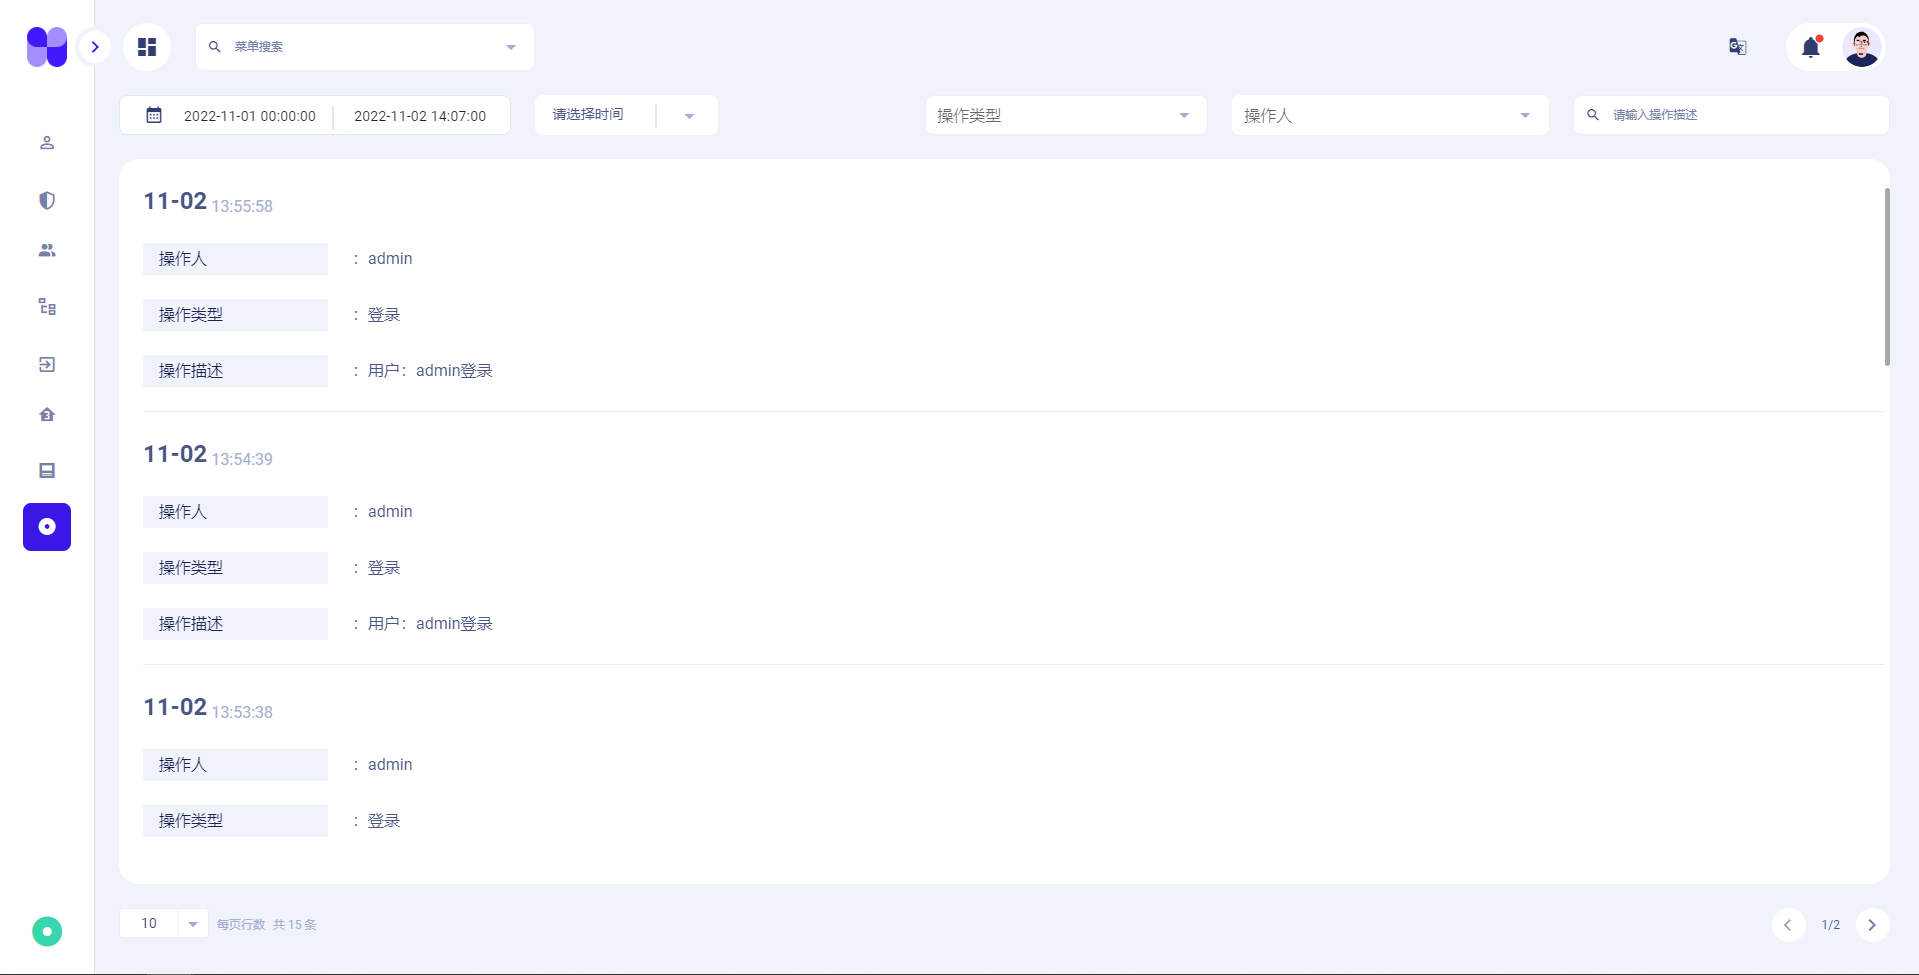 菜单搜索
2022-11-01 00:00:00 2022-11-02 14:07:00 请选择时间 操作类型 操作人 请输入操作描述
11-02 13:55:58
操作人 : admin
操作类型 : 登录
操作描述 : 用户：admin登录
11-02 13:54:39
操作人 : admin
操作类型 : 登录
操作描述 : 用户：admin登录
11-02 13:53:38
操作人 : admin
操作类型 : 登录
10 每页行数 共 15 条 1/2